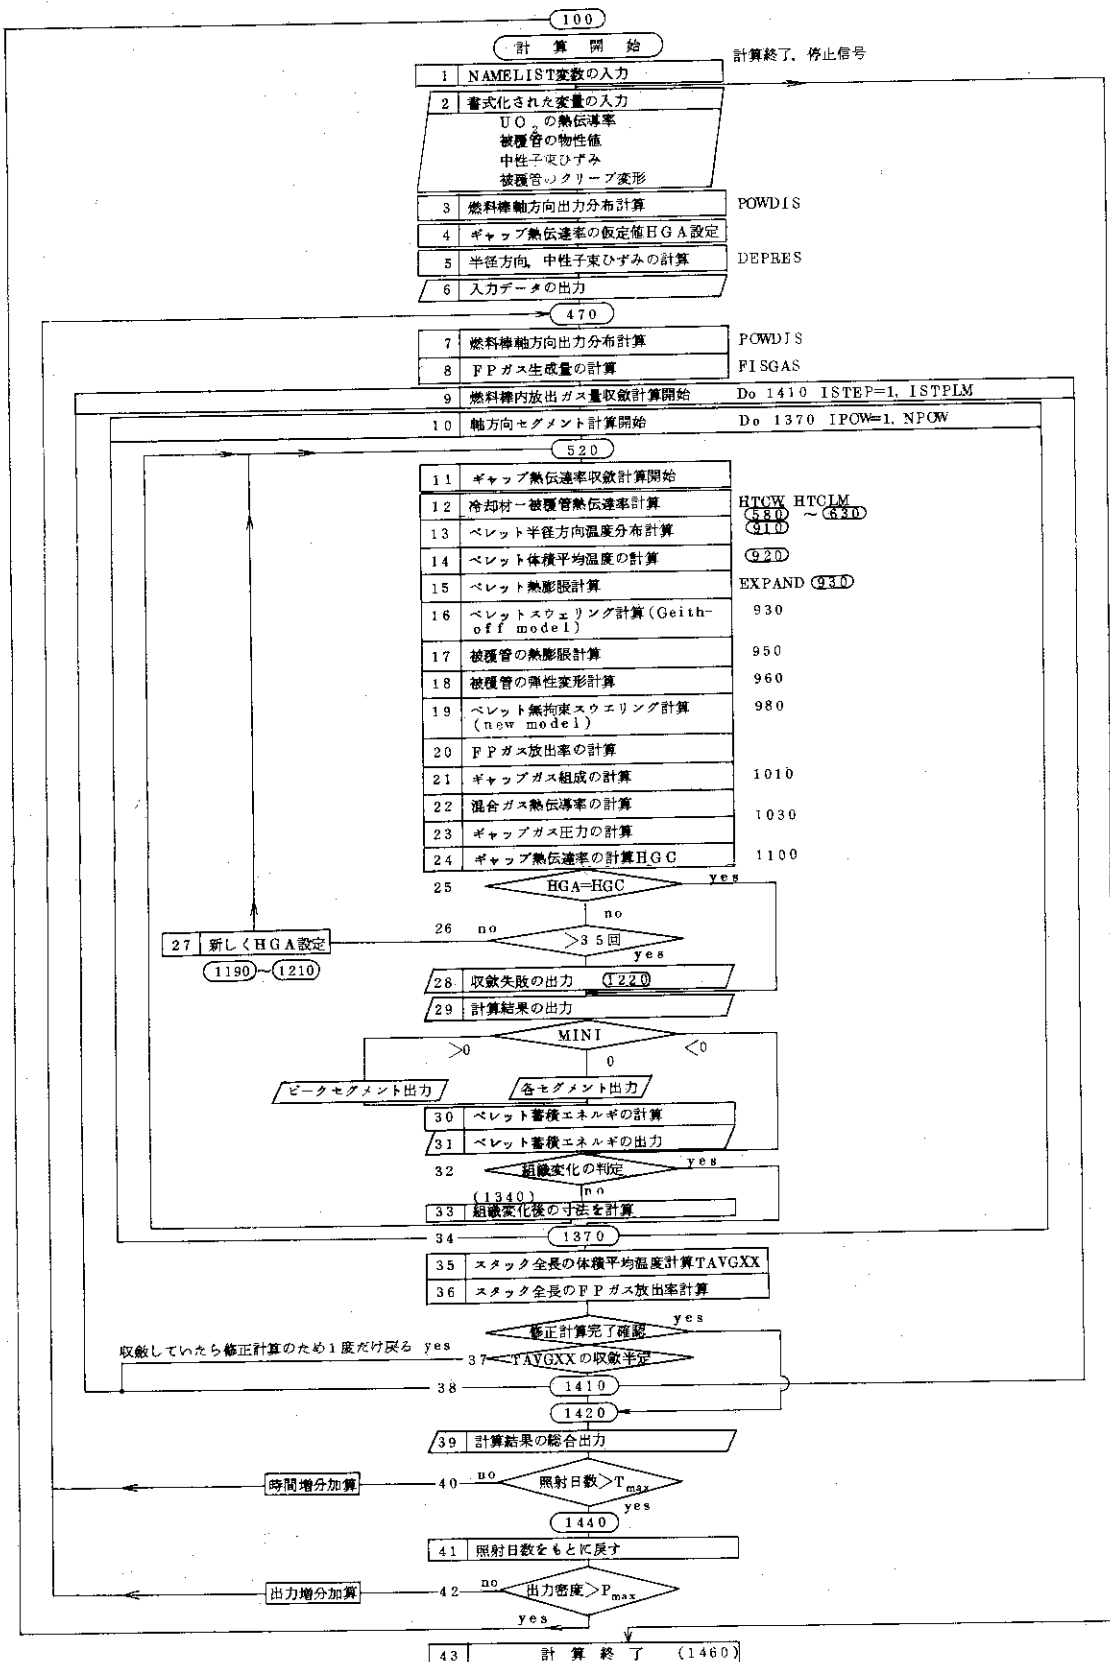 100
計算開始
計算終了，停止信号
1 NAMELIST変数の入力
2 書式化された変量の入力
UO2の熱伝導率
被覆管の物性値
中性子束ひずみ
被覆管のクリープ変形
3 燃料棒軸方向出力分布計算 POWDIS
4 ギャップ熱伝達率の仮定値HGA設定
5 半径方向，中性子束ひずみの計算 DEPRES
6 入力データの出力
470
7 燃料棒軸方向出力分布計算 POWDIS
8 FPガス生成量の計算 FISGAS
9 燃料棒内放出ガス量収斂計算開始 Do 1410 ISTEP=1, ISTPLM
10 軸方向セグメント計算開始 Do 1370 IPOW=1, NPOW
520
11 ギャップ熱伝達率収斂計算開始
12 冷却材ー被覆管熱伝達率計算 HTCW HTCLM
580 ～ 630
13 ペレット半径方向温度分布計算 910
14 ペレット体積平均温度の計算 920
15 ペレット熱膨脹計算 EXPAND 930
16 ペレットスウェリング計算(Geith- 930
off model)
17 被覆管の熱膨脹計算 950
18 被覆管の弾性変形計算 960
19 ペレット無拘束スウエリング計算 980
(new model)
20 FPガス放出率の計算
21 ギャップガス組成の計算 1010
22 混合ガス熱伝導率の計算
1030
23 ギャップガス圧力の計算
24 ギャップ熱伝達率の計算HGC 1100
25 HGA=HGC yes
no
26 no >35回
27 新しくHGA設定
yes
1190～1210
28 収斂失敗の出力 1220
29 計算結果の出力
MINI
>0 0 <0
ピークセグメント出力 各セグメント出力
30 ペレット蓄積エネルギの計算
31 ペレット蓄積エネルギの出力
32 組織変化の判定 yes
(1340) no
33 組織変化後の寸法を計算
34 1370
35 スタック全長の体積平均温度計算TAVGXX
36 スタック全長のFPガス放出率計算
yes
修正計算完了確認
収斂していたら修正計算のため1度だけ戻る yes
37 TAVGXXの収斂半定
38 1410
1420
39 計算結果の総合出力
時間増分加算 40 no 照射日数>Tmax
yes
1440
41 照射日数をもとに戻す
出力増分加算 42 no 出力密度>Pmax
yes
43 計算終了 (1460)